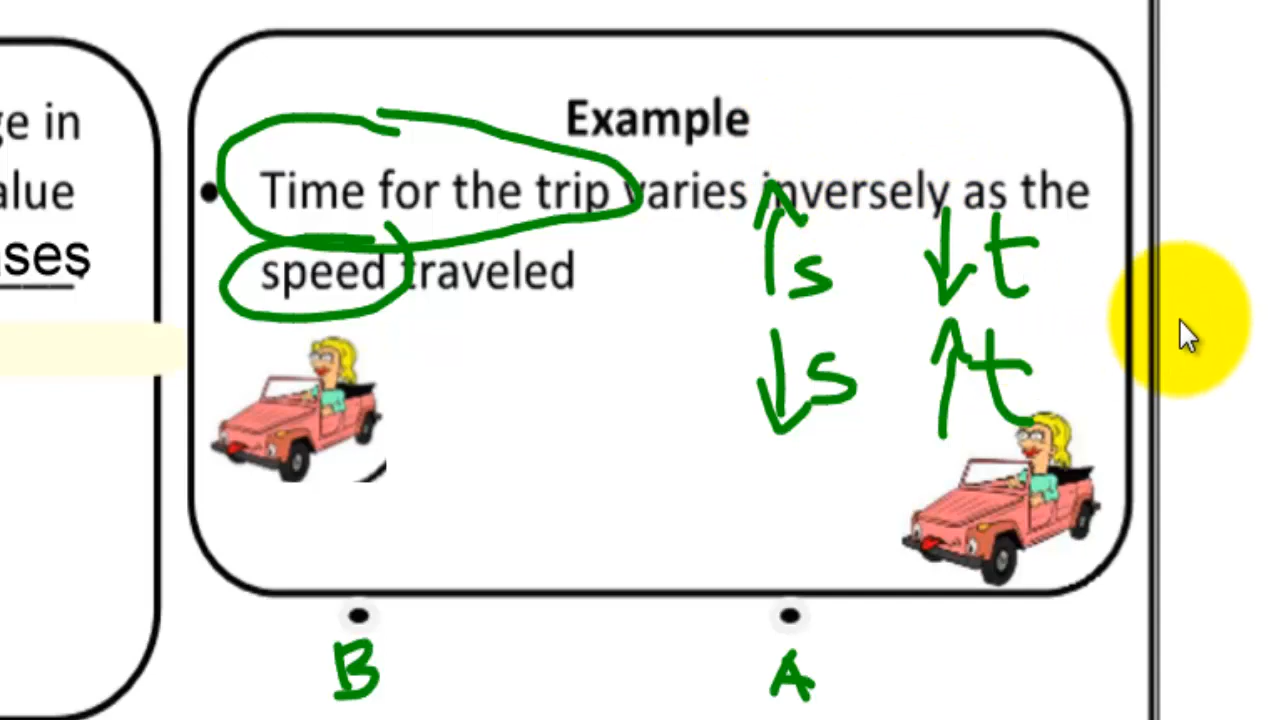 ge in
alue
ses
Example
• Time for the trip varies inversely as the
speed traveled
↑s ↓t
↓s ↑t
B A